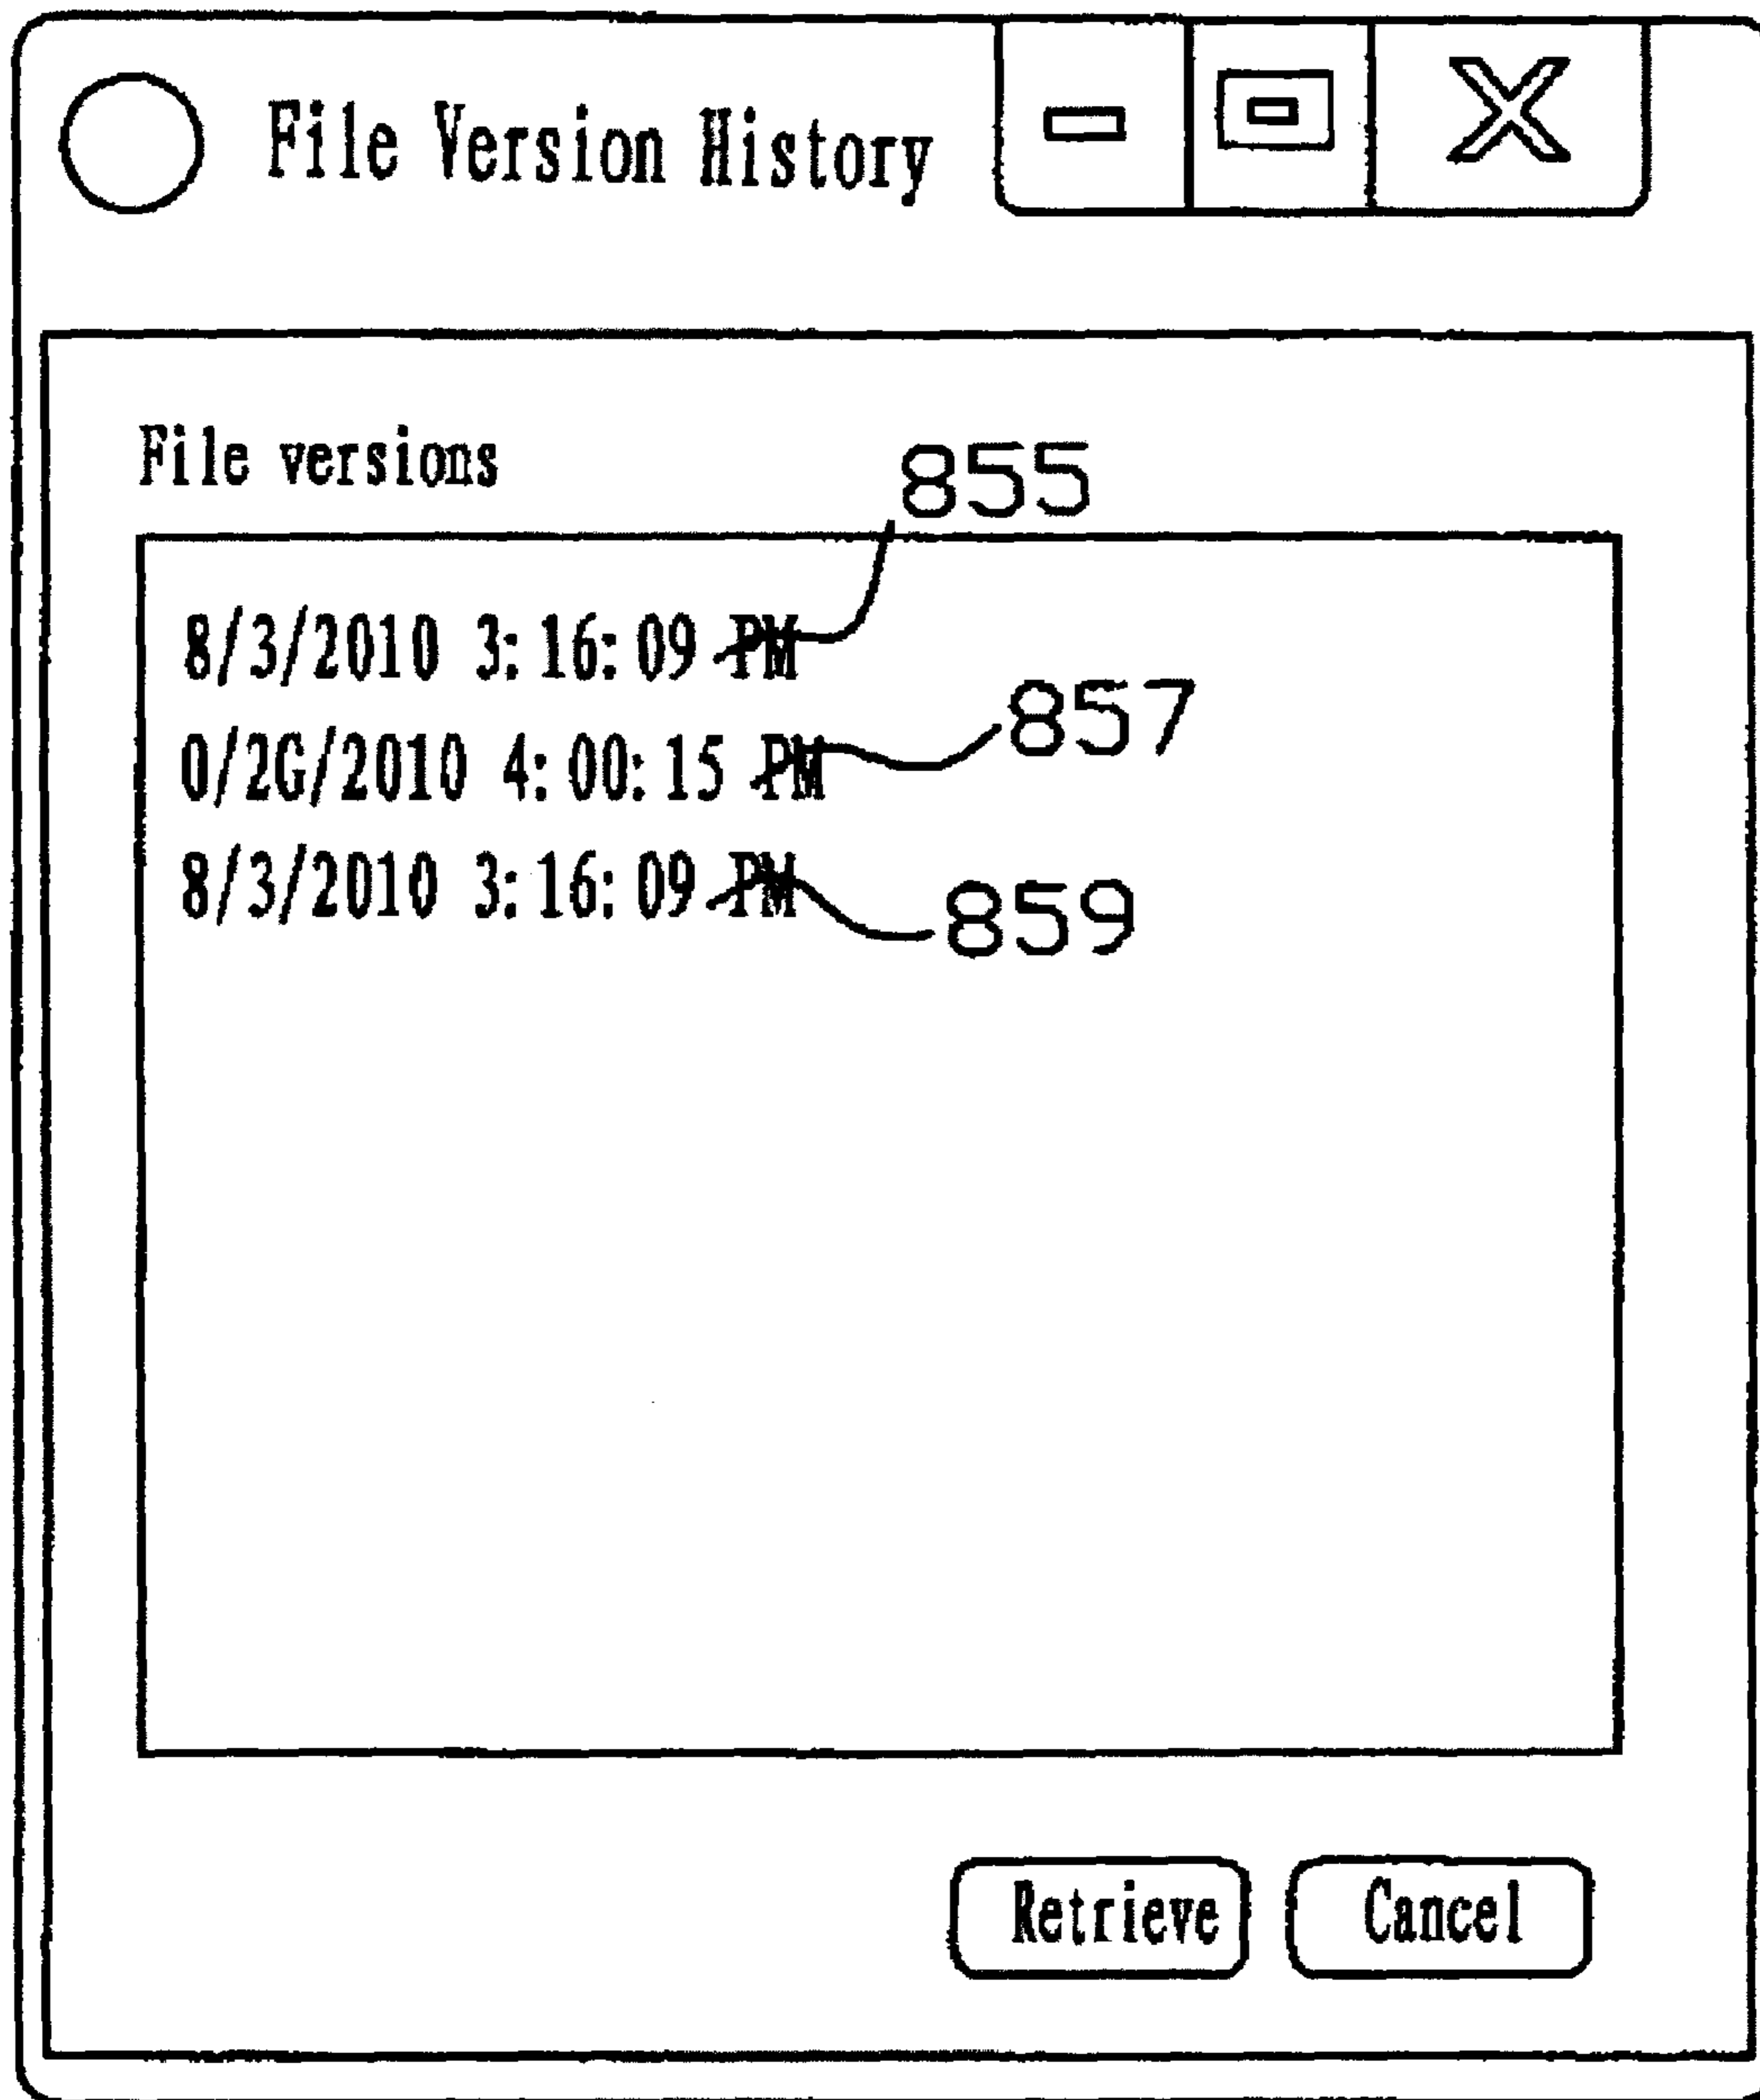 File Version History
File versions
855
8/3/2010 3:16:09 PM
857
0/2G/2010 4:00:15 PM
8/3/2010 3:16:09 PM
859
Retrieve Cancel